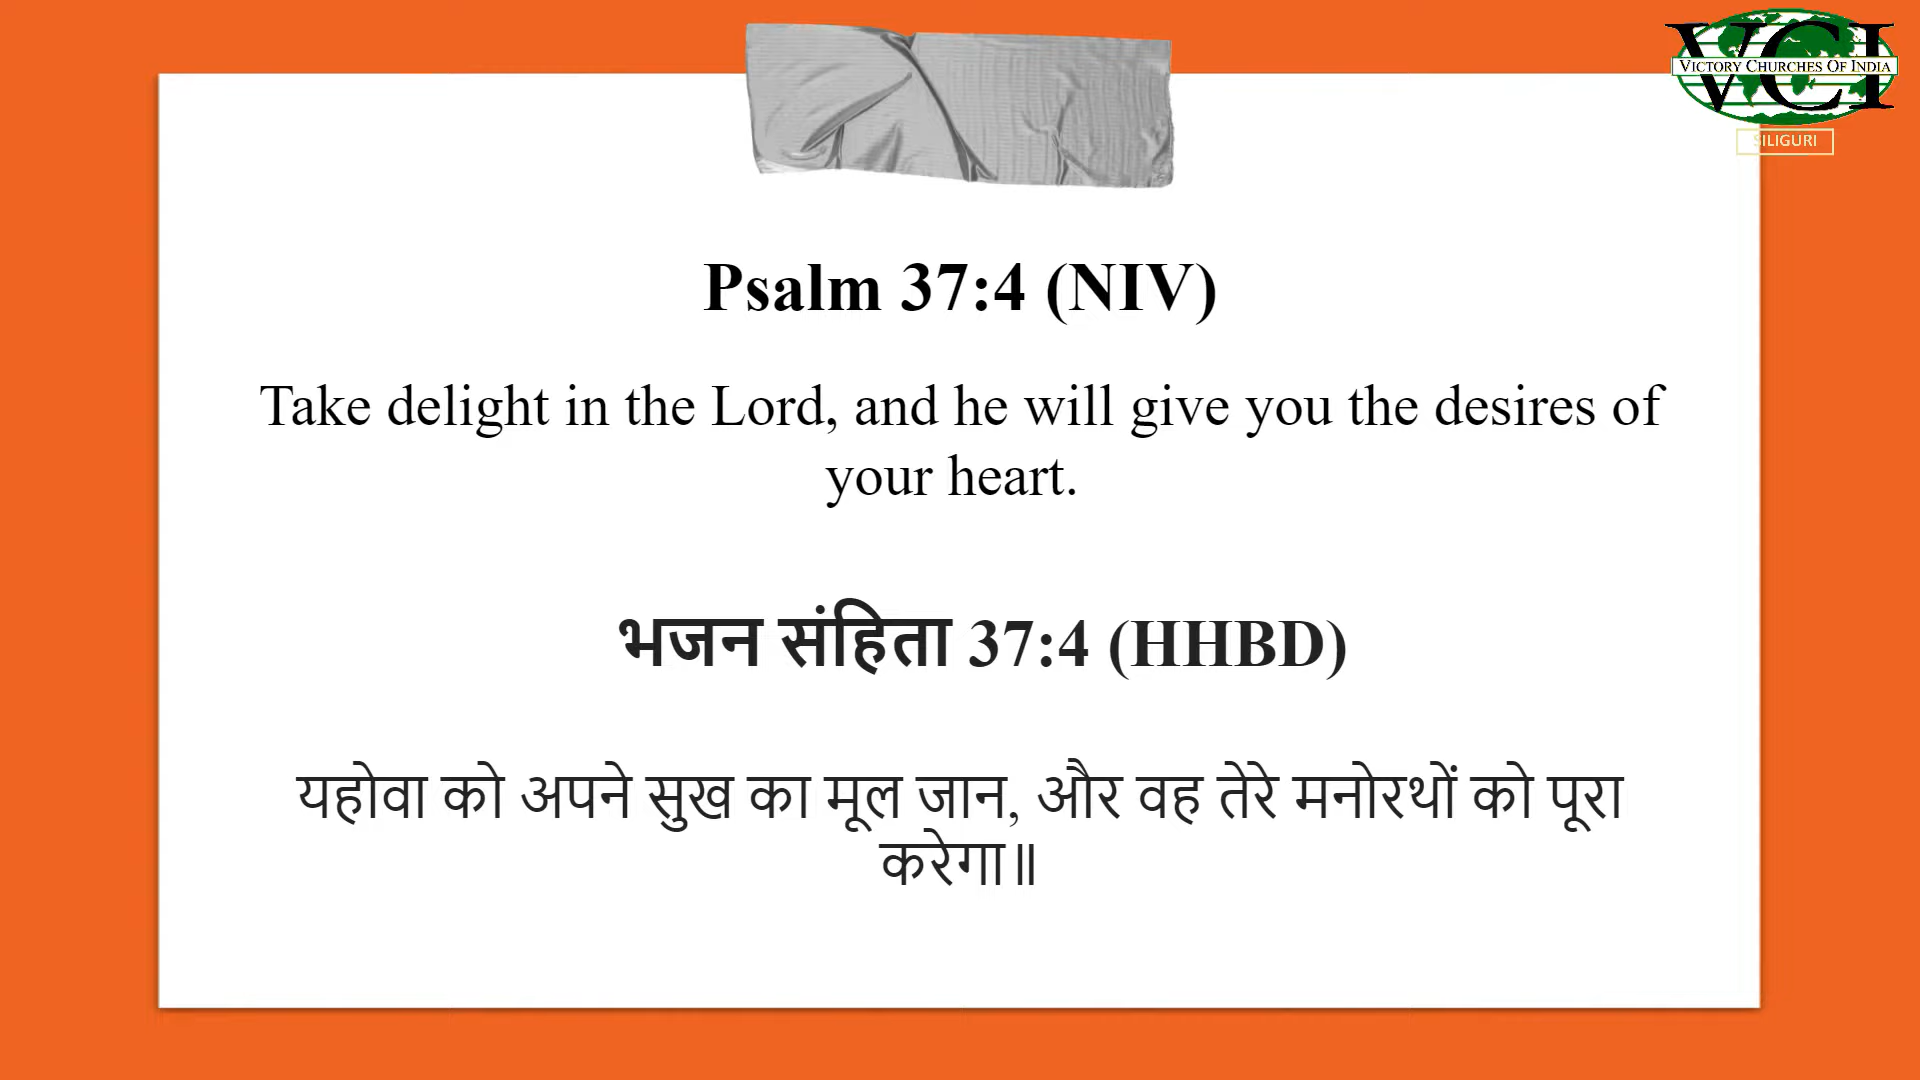 VCI
VICTORY CHURCHES OF INDIA
SILIGURI
Psalm 37:4 (NIV)
Take delight in the Lord, and he will give you the desires of
your heart.
भजन संहिता 37:4 (HHBD)
यहोवा को अपने सुख का मूल जान, और वह तेरे मनोरथों को पूरा
करेगा॥